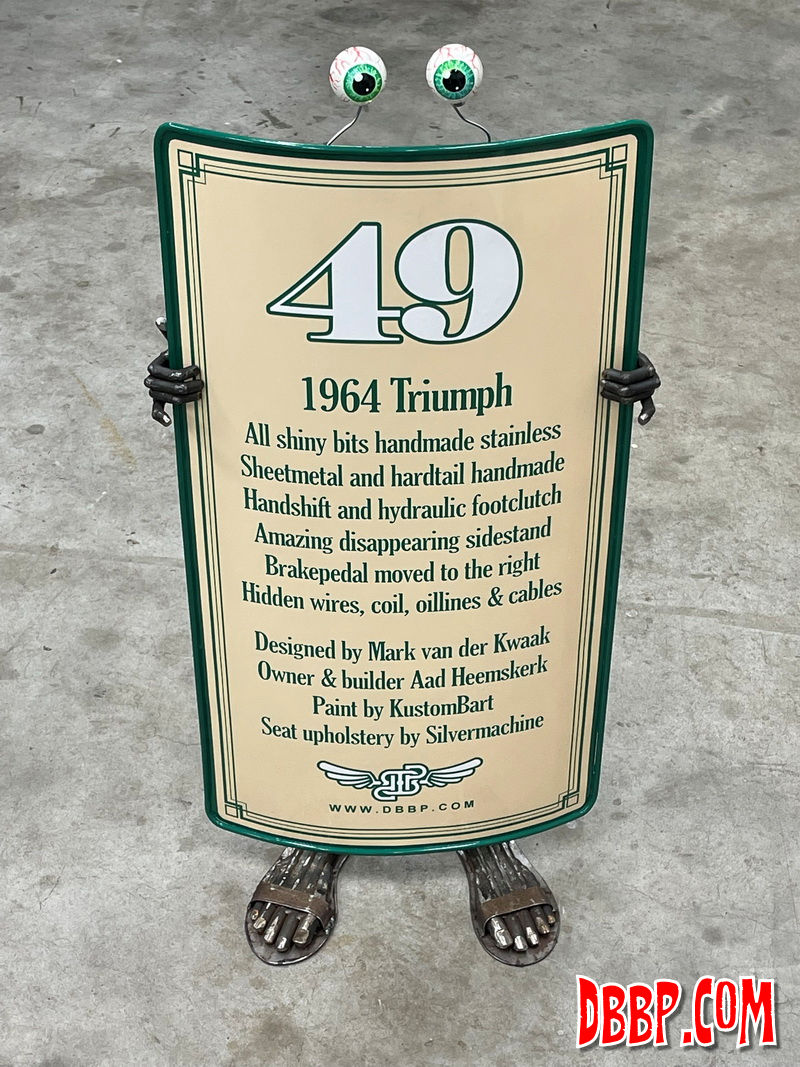 49
1964 Triumph
All shiny bits handmade stainless
Sheetmetal and hardtail handmade
Handshift and hydraulic footclutch
Amazing disappearing sidestand
Brakepedal moved to the right
Hidden wires, coil, oillines & cables
Designed by Mark van der Kwaak
Owner & builder Aad Heemskerk
Paint by KustomBart
Seat upholstery by Silvermachine
WWW.DBBP.COM
DBBP.COM